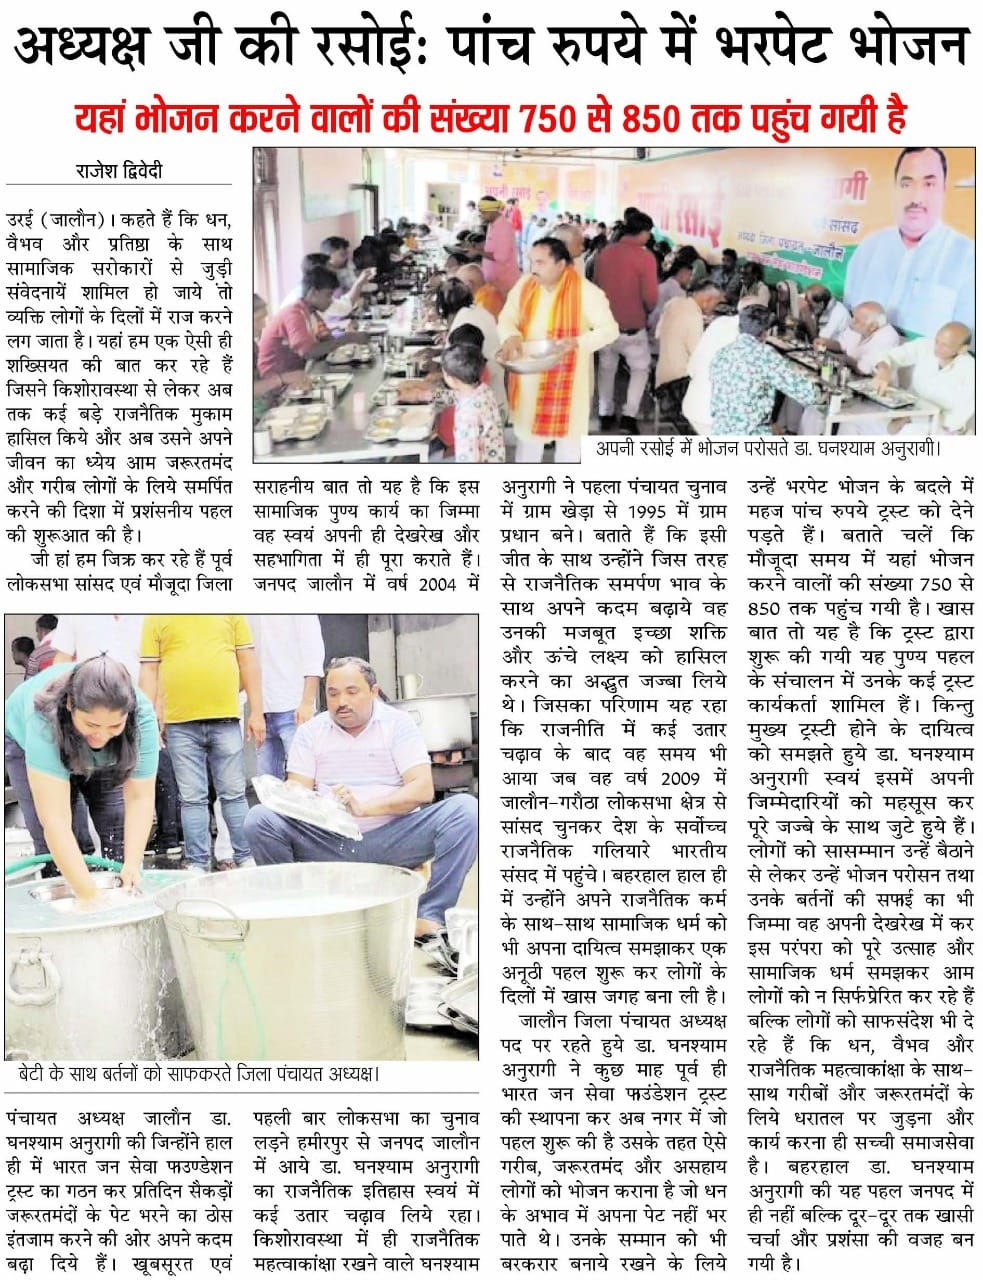 अध्यक्ष जी की रसोई: पांच रुपये में भरपेट भोजन
यहां भोजन करने वालों की संख्या 750 से 850 तक पहुंच गयी है
राजेश द्विवेदी
उरई (जालौन)। कहते हैं कि धन,
वैभव और प्रतिष्ठा के साथ
सामाजिक सरोकारों से जुड़ी
संवेदनायें शामिल हो जाये तो
व्यक्ति लोगों के दिलों में राज करने
लग जाता है। यहां हम एक ऐसी ही
शख्सियत की बात कर रहे हैं
जिसने किशोरावस्था से लेकर अब
तक कई बड़े राजनैतिक मुकाम
हासिल किये और अब उसने अपने
जीवन का ध्येय आम जरूरतमंद
और गरीब लोगों के लिये समर्पित
करने की दिशा में प्रशंसनीय पहल
की शुरूआत की है।
जी हां हम जिक्र कर रहे हैं पूर्व
लोकसभा सांसद एवं मौजूदा जिला
अपनी रसोई
अपनी रसोई
रागी
सांसद
अध्यक्ष जिला पंचायत - जालौन
अपनी रसोई में भोजन परोसते डा. घनश्याम अनुरागी।
बेटी के साथ बर्तनों को साफकरते जिला पंचायत अध्यक्ष।
पंचायत अध्यक्ष जालौन डा.
घनश्याम अनुरागी की जिन्होंने हाल
ही में भारत जन सेवा फाउण्डेशन
ट्रस्ट का गठन कर प्रतिदिन सैकड़ों
जरूरतमंदों के पेट भरने का ठोस
इंतजाम करने की ओर अपने कदम
बढ़ा दिये हैं। खूबसूरत एवं
सराहनीय बात तो यह है कि इस
सामाजिक पुण्य कार्य का जिम्मा
वह स्वयं अपनी ही देखरेख और
सहभागिता में ही पूरा कराते हैं।
जनपद जालौन में वर्ष 2004 में
पहली बार लोकसभा का चुनाव
लड़ने हमीरपुर से जनपद जालौन
में आये डा. घनश्याम अनुरागी
का राजनैतिक इतिहास स्वयं में
कई उतार चढ़ाव लिये रहा।
किशोरावस्था में ही राजनैतिक
महत्वाकांक्षा रखने वाले घनश्याम
अनुरागी ने पहला पंचायत चुनाव
में ग्राम खेड़ा से 1995 में ग्राम
प्रधान बने। बताते हैं कि इसी
जीत के साथ उन्होंने जिस तरह
से राजनैतिक समर्पण भाव के
साथ अपने कदम बढ़ाये वह
उनकी मजबूत इच्छा शक्ति
और ऊंचे लक्ष्य को हासिल
करने का अद्भुत जज्बा लिये
थे। जिसका परिणाम यह रहा
कि राजनीति में कई उतार
चढ़ाव के बाद वह समय भी
आया जब वह वर्ष 2009 में
जालौन-गरौठा लोकसभा क्षेत्र से
सांसद चुनकर देश के सर्वोच्च
राजनैतिक गलियारे भारतीय
संसद में पहुंचे। बहरहाल हाल ही
में उन्होंने अपने राजनैतिक कर्म
के साथ-साथ सामाजिक धर्म को
भी अपना दायित्व समझाकर एक
अनूठी पहल शुरू कर लोगों के
दिलों में खास जगह बना ली है।
जालौन जिला पंचायत अध्यक्ष
पद पर रहते हुये डा. घनश्याम
अनुरागी ने कुछ माह पूर्व ही
भारत जन सेवा फाउंडेशन ट्रस्ट
की स्थापना कर अब नगर में जो
पहल शुरू की है उसके तहत ऐसे
गरीब, जरूरतमंद और असहाय
लोगों को भोजन कराना है जो धन
के अभाव में अपना पेट नहीं भर
पाते थे। उनके सम्मान को भी
बरकरार बनाये रखने के लिये
उन्हें भरपेट भोजन के बदले में
महज पांच रुपये ट्रस्ट को देने
पड़ते हैं। बताते चलें कि
मौजूदा समय में यहां भोजन
करने वालों की संख्या 750 से
850 तक पहुंच गयी है। खास
बात तो यह है कि ट्रस्ट द्वारा
शुरू की गयी यह पुण्य पहल
के संचालन में उनके कई ट्रस्ट
कार्यकर्ता शामिल हैं। किन्तु
मुख्य ट्रस्टी होने के दायित्व
को समझते हुये डा. घनश्याम
अनुरागी स्वयं इसमें अपनी
जिम्मेदारियों को महसूस कर
पूरे जज्बे के साथ जुटे हुये हैं।
लोगों को सासम्मान उन्हें बैठाने
से लेकर उन्हें भोजन परोसन तथा
उनके बर्तनों की सफई का भी
जिम्मा वह अपनी देखरेख में कर
इस परंपरा को पूरे उत्साह और
सामाजिक धर्म समझकर आम
लोगों को न सिर्फप्रेरित कर रहे हैं
बल्कि लोगों को साफसंदेश भी दे
रहे हैं कि धन, वैभव और
राजनैतिक महत्वाकांक्षा के साथ-
साथ गरीबों और जरूरतमंदों के
लिये धरातल पर जुड़ना और
कार्य करना ही सच्ची समाजसेवा
है। बहरहाल डा. घनश्याम
अनुरागी की यह पहल जनपद में
ही नहीं बल्कि दूर-दूर तक खासी
चर्चा और प्रशंसा की वजह बन
गयी है।